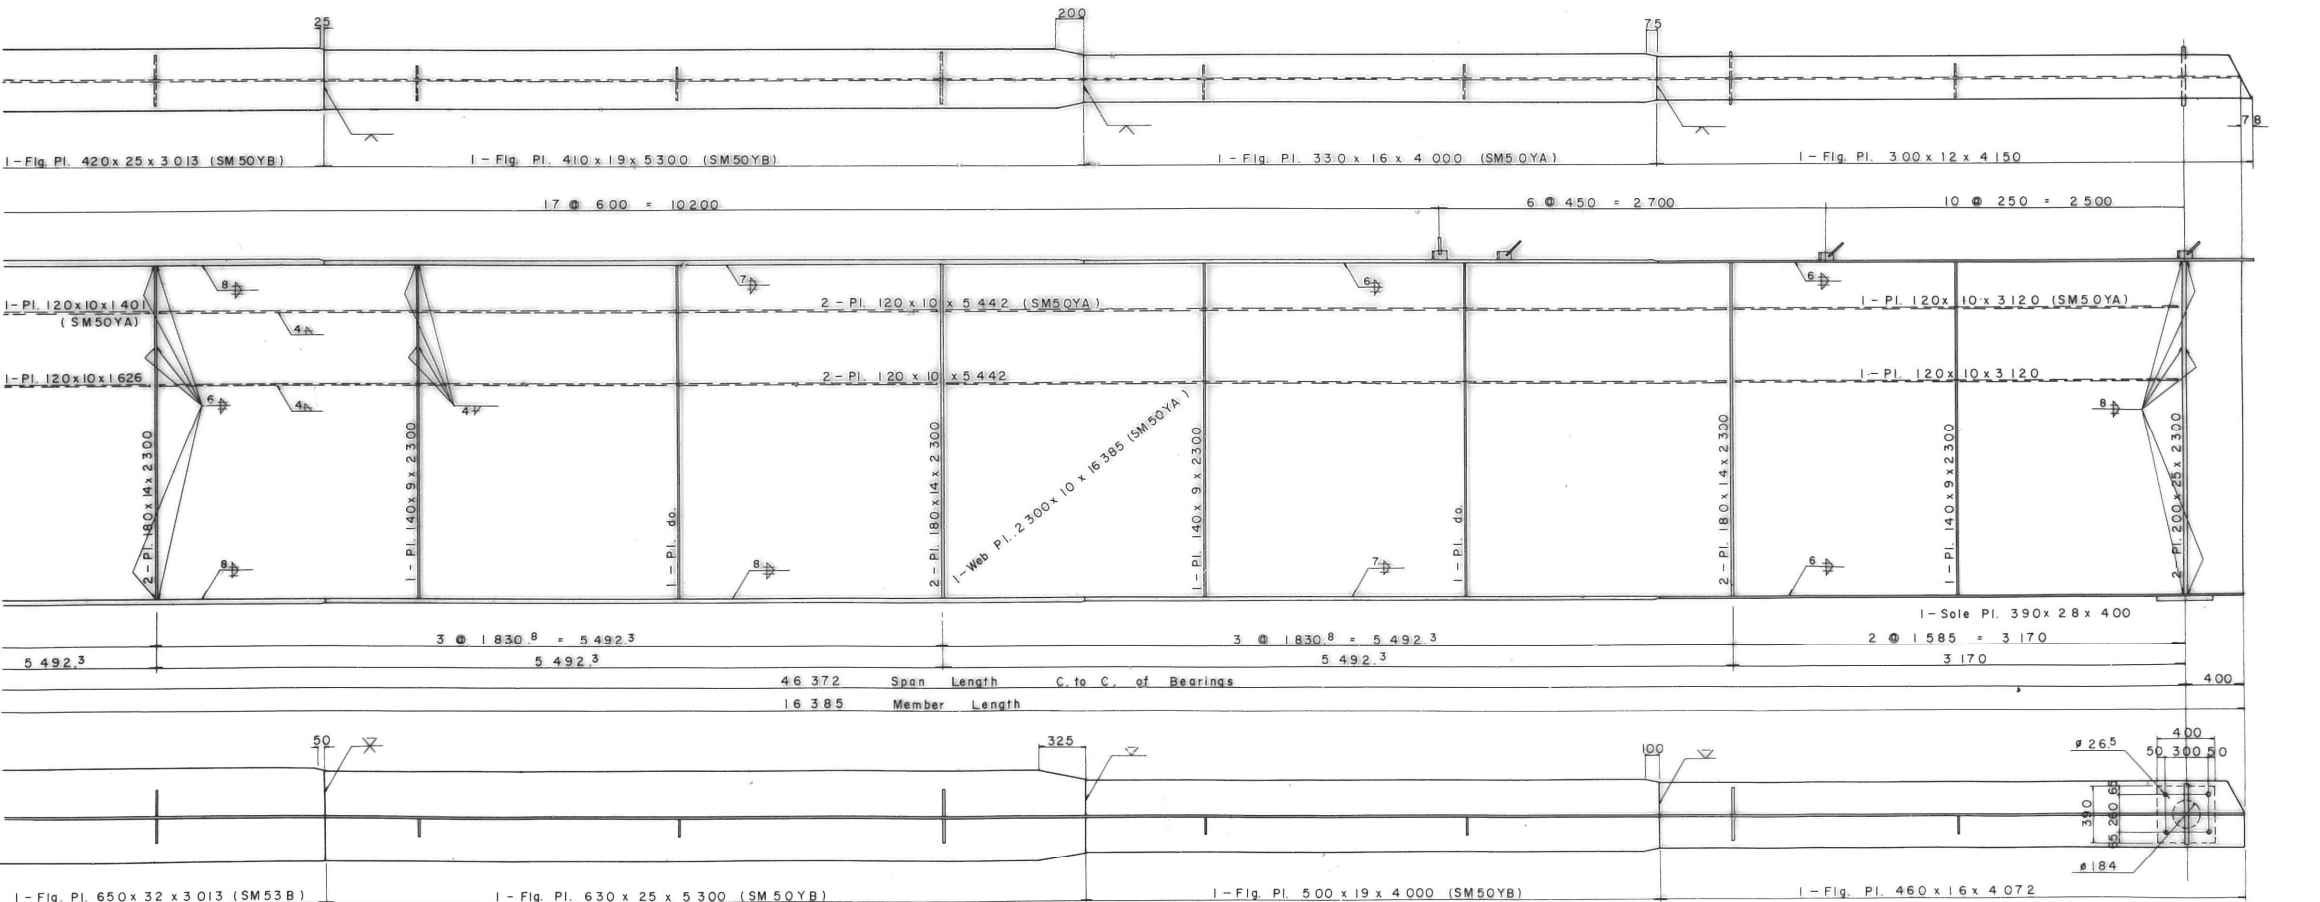 25
200
75
78
1-Flg. Pl. 420x25x3013 (SM50YB)
1-Flg. Pl. 410x19x5300 (SM50YB)
1-Flg. Pl. 330x16x4000 (SM50YA)
1-Flg. Pl. 300x12x4150
17 @ 600 = 10200
6 @ 450 = 2700
10 @ 250 = 2500
8
7
6
6
1-Pl. 120x10x1401
(SM50YA)
2-Pl. 120x10x5442 (SM50YA)
1-Pl. 120x10x3120 (SM50YA)
4
1-Pl. 120x10x1626
2-Pl. 120x10x5442
1-Pl. 120x10x3120
6
4
4
8
2-Pl. 180x14x2300
1-Pl. 140x9x2300
1-Pl. do.
2-Pl. 180x14x2300
1-Web Pl. 2300x10x16385 (SM50YA)
1-Pl. 140x9x2300
1-Pl. do.
2-Pl. 180x14x2300
1-Pl. 140x9x2300
2-Pl. 200x25x2300
8
8
7
6
1-Sole Pl. 390x28x400
3 @ 1830.8 = 5492.3
3 @ 1830.8 = 5492.3
2 @ 1585 = 3170
5492.3
5492.3
5492.3
3170
46372 Span Length C. to C. of Bearings
400
16385 Member Length
50
325
100
ø26.5
400
50 300 50
390
65 260 65
ø184
1-Flg. Pl. 650x32x3013 (SM53B)
1-Flg. Pl. 630x25x5300 (SM50YB)
1-Flg. Pl. 500x19x4000 (SM50YB)
1-Flg. Pl. 460x16x4072